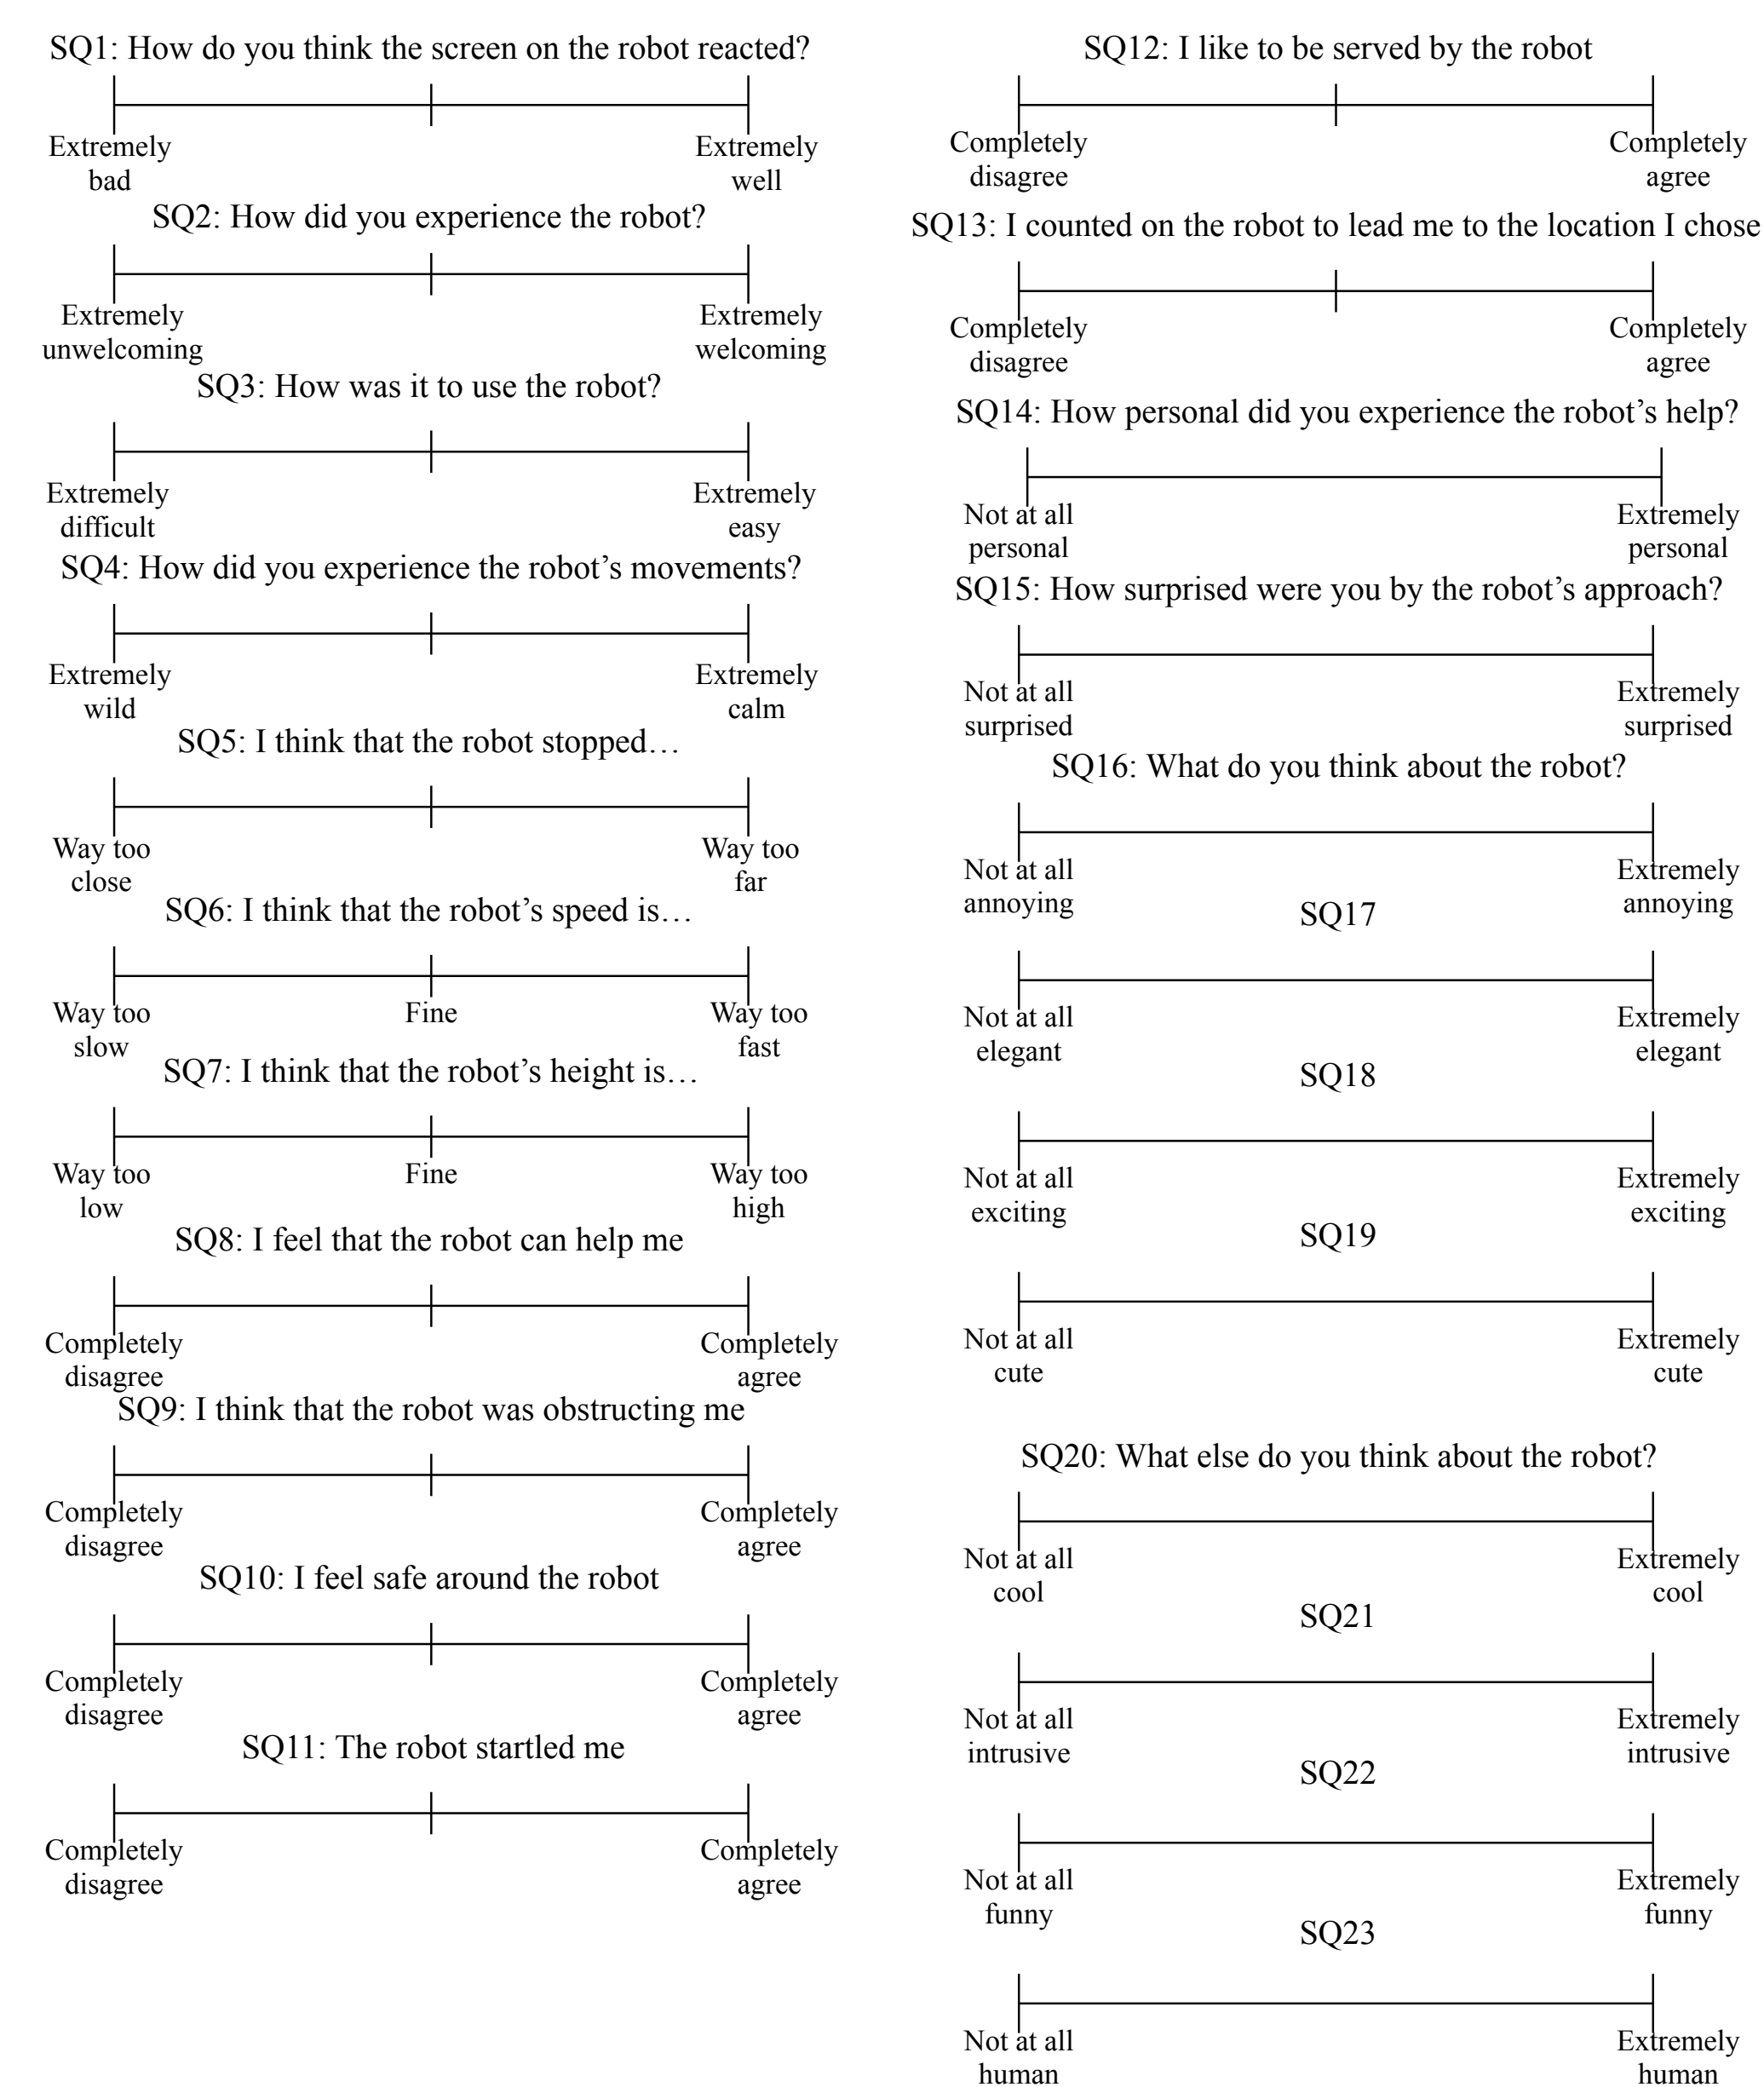 SQ1: How do you think the screen on the robot reacted?
Extremely bad
Extremely well
SQ2: How did you experience the robot?
Extremely unwelcoming
Extremely welcoming
SQ3: How was it to use the robot?
Extremely difficult
Extremely easy
SQ4: How did you experience the robot’s movements?
Extremely wild
Extremely calm
SQ5: I think that the robot stopped…
Way too close
Way too far
SQ6: I think that the robot’s speed is…
Way too slow
Fine
Way too fast
SQ7: I think that the robot’s height is…
Way too low
Fine
Way too high
SQ8: I feel that the robot can help me
Completely disagree
Completely agree
SQ9: I think that the robot was obstructing me
Completely disagree
Completely agree
SQ10: I feel safe around the robot
Completely disagree
Completely agree
SQ11: The robot startled me
Completely disagree
Completely agree
SQ12: I like to be served by the robot
Completely disagree
Completely agree
SQ13: I counted on the robot to lead me to the location I chose
Completely disagree
Completely agree
SQ14: How personal did you experience the robot’s help?
Not at all personal
Extremely personal
SQ15: How surprised were you by the robot’s approach?
Not at all surprised
Extremely surprised
SQ16: What do you think about the robot?
Not at all annoying
Extremely annoying
SQ17
Not at all elegant
Extremely elegant
SQ18
Not at all exciting
Extremely exciting
SQ19
Not at all cute
Extremely cute
SQ20: What else do you think about the robot?
Not at all cool
Extremely cool
SQ21
Not at all intrusive
Extremely intrusive
SQ22
Not at all funny
Extremely funny
SQ23
Not at all human
Extremely human